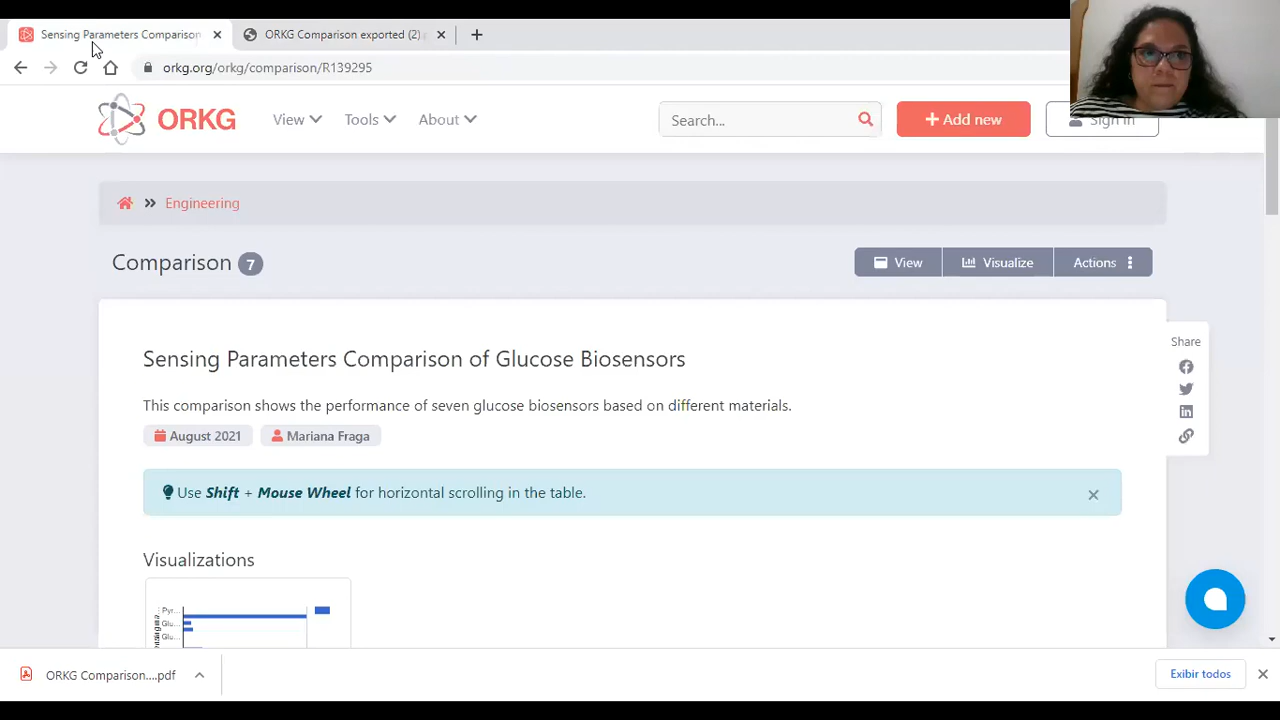 Sensing Parameters Comparison
ORKG Comparison exported (2)
orkg.org/orkg/comparison/R139295
ORKG
View
Tools
About
Search...
Add new
Sign in
Engineering
Comparison 7
View
Visualize
Actions
Sensing Parameters Comparison of Glucose Biosensors
This comparison shows the performance of seven glucose biosensors based on different materials.
August 2021
Mariana Fraga
Share
Use Shift + Mouse Wheel for horizontal scrolling in the table.
Visualizations
Pyr...
Glu...
Glu...
ORKG Comparison....pdf
Exibir todos